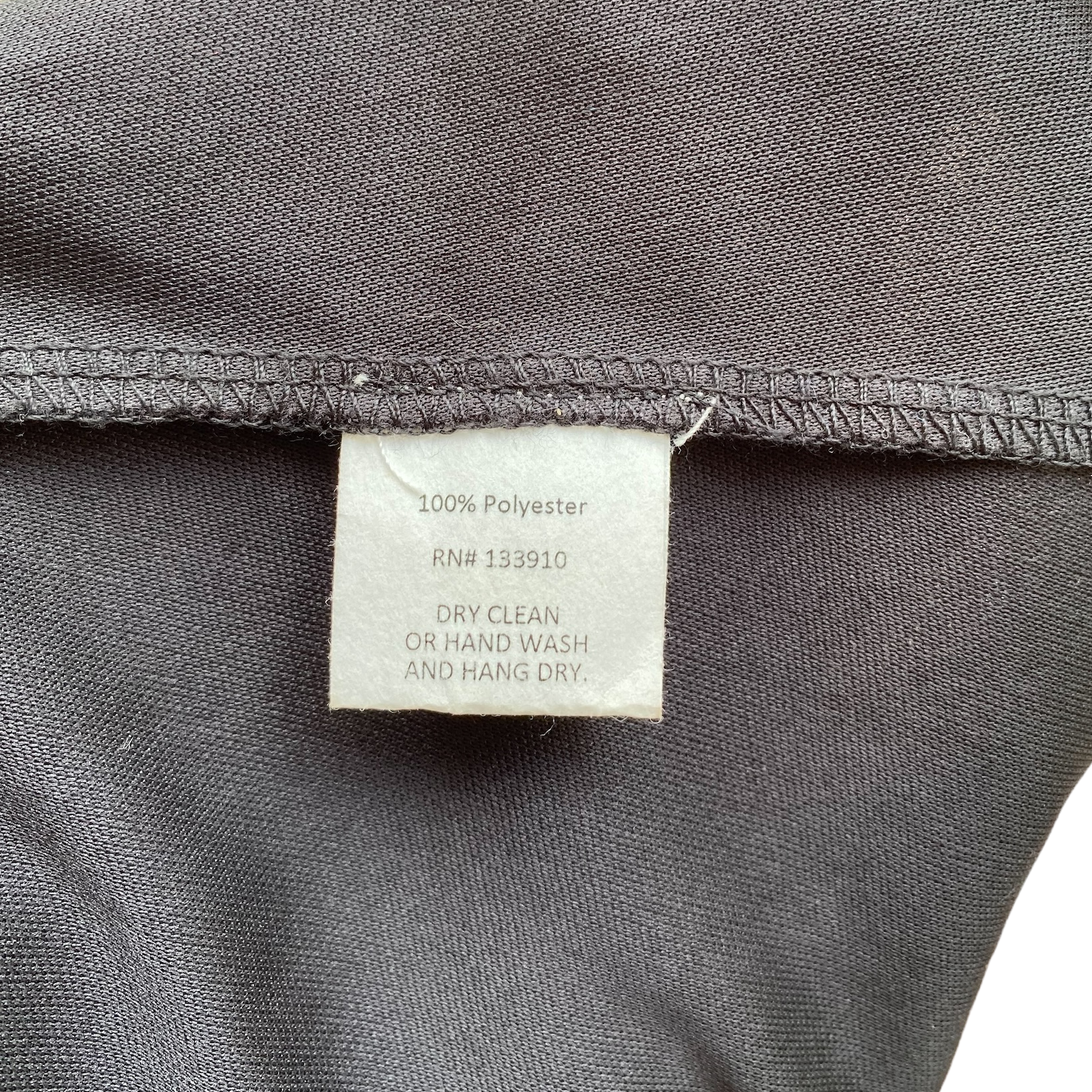 100% Polyester
RN# 133910
DRY CLEAN
OR HAND WASH
AND HANG DRY.